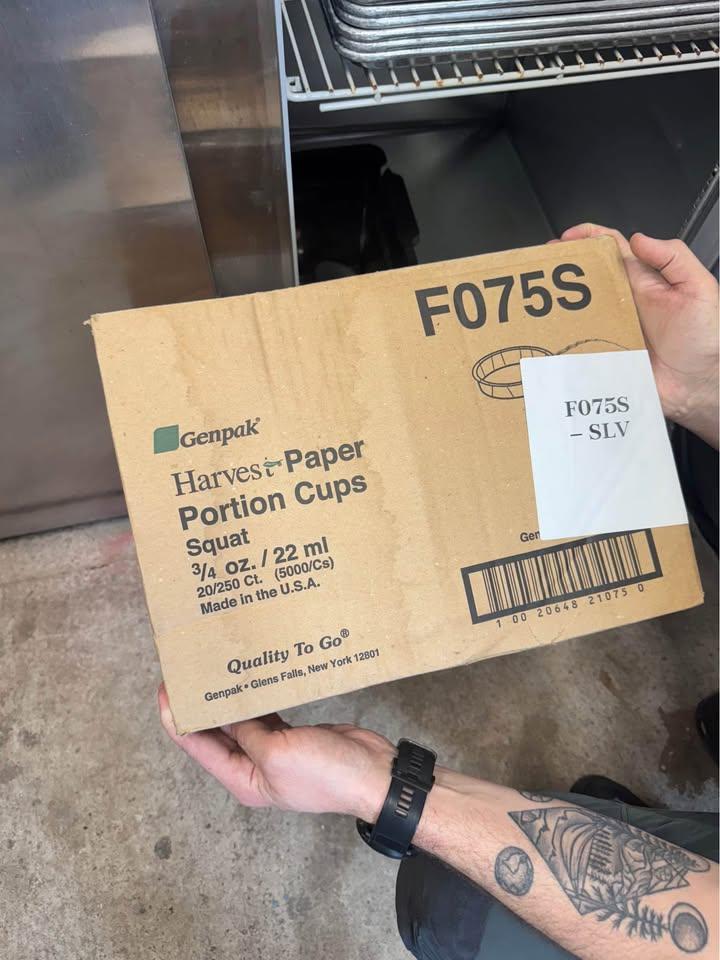 F075S
F075S
– SLV
Genpak®
Harvest Paper
Portion Cups
Squat
3/4 oz. / 22 ml
20/250 Ct. (5000/Cs)
Made in the U.S.A.
Quality To Go®
Genpak • Glens Falls, New York 12801
1 00 20648 21075 0